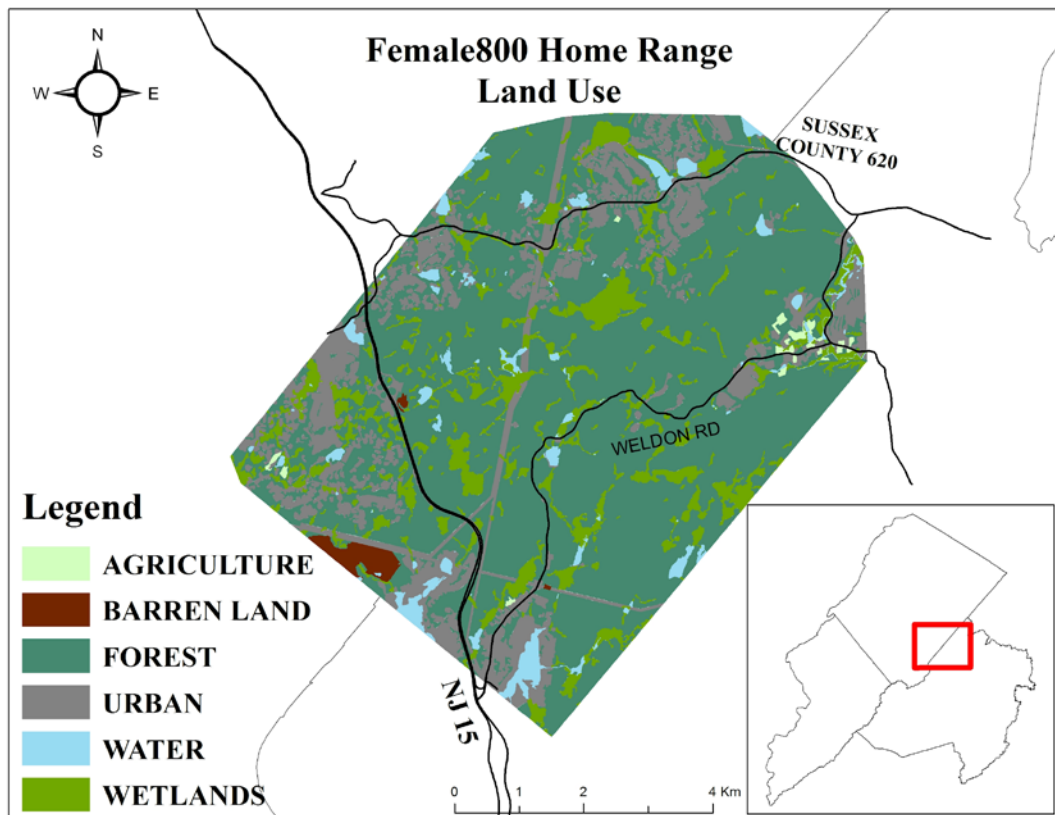 Female800 Home Range
Land Use
N
W E
S
SUSSEX
COUNTY 620
WELDON RD
NJ 15
Legend
AGRICULTURE
BARREN LAND
FOREST
URBAN
WATER
WETLANDS
0 1 2 4 Km